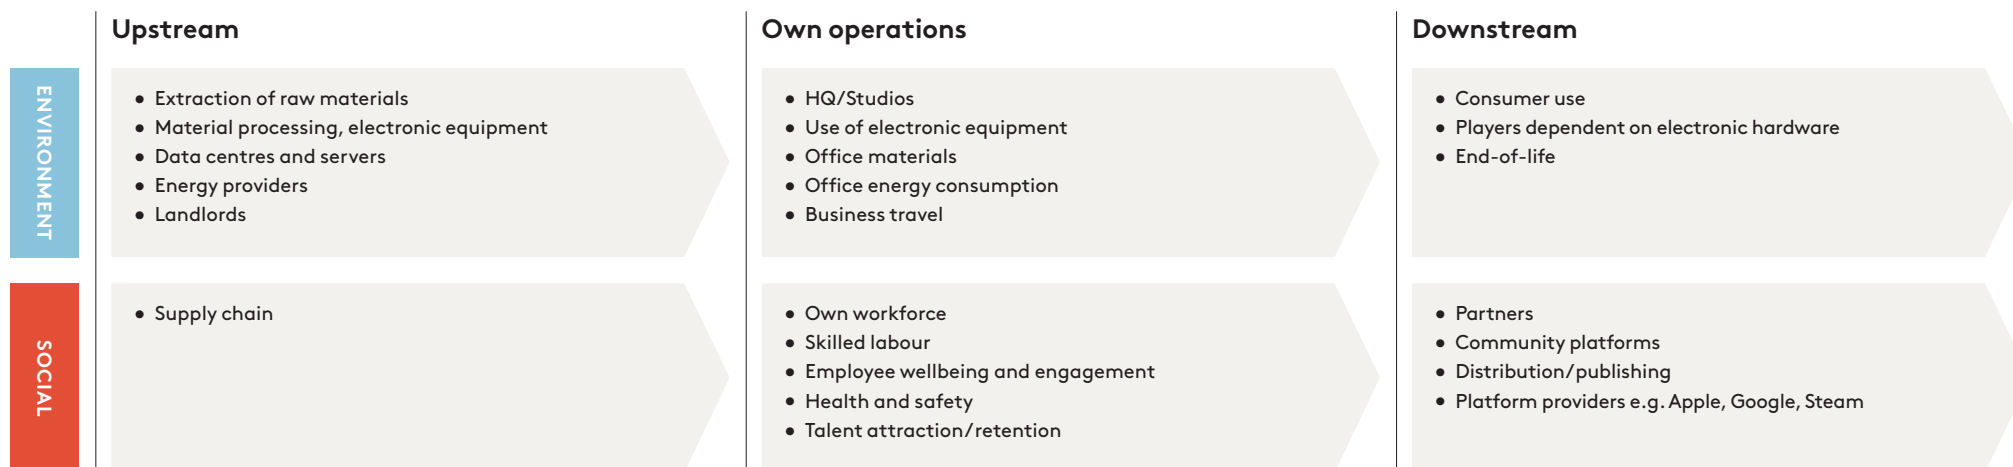 Upstream
Own operations
Downstream
ENVIRONMENT
• Extraction of raw materials
• Material processing, electronic equipment
• Data centres and servers
• Energy providers
• Landlords
• HQ/Studios
• Use of electronic equipment
• Office materials
• Office energy consumption
• Business travel
• Consumer use
• Players dependent on electronic hardware
• End-of-life
SOCIAL
• Supply chain
• Own workforce
• Skilled labour
• Employee wellbeing and engagement
• Health and safety
• Talent attraction/retention
• Partners
• Community platforms
• Distribution/publishing
• Platform providers e.g. Apple, Google, Steam